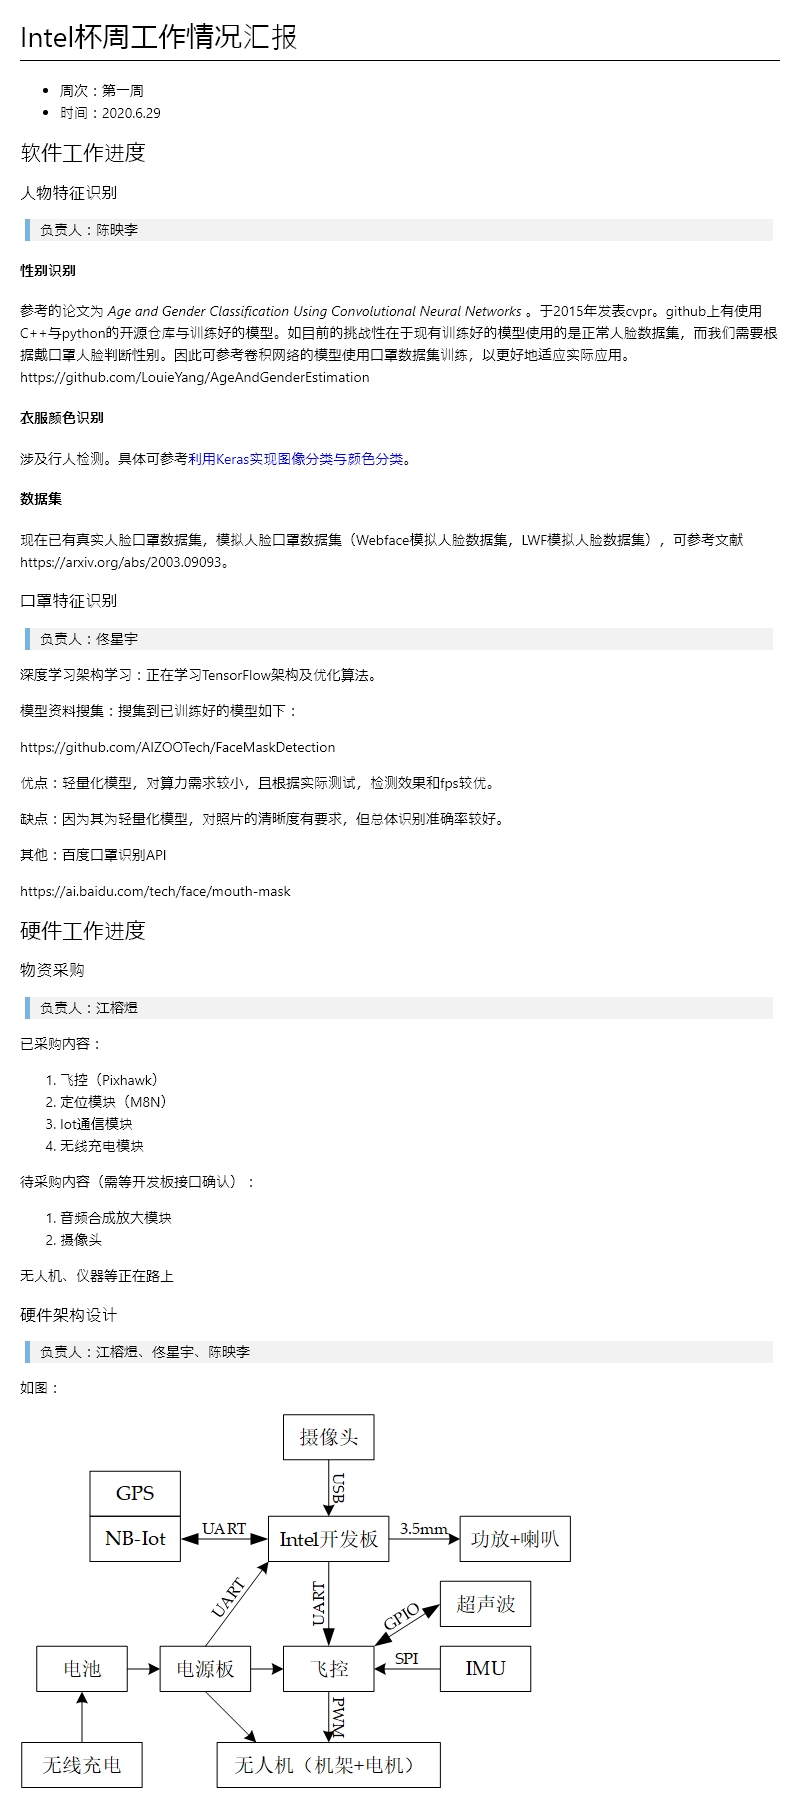 Intel杯周工作情况汇报
周次：第一周
时间：2020.6.29
软件工作进度
人物特征识别
负责人：陈映李
性别识别
参考的论文为 Age and Gender Classification Using Convolutional Neural Networks 。于2015年发表cvpr。github上有使用
C++与python的开源仓库与训练好的模型。如目前的挑战性在于现有训练好的模型使用的是正常人脸数据集，而我们需要根
据戴口罩人脸判断性别。因此可参考卷积网络的模型使用口罩数据集训练，以更好地适应实际应用。
https://github.com/LouieYang/AgeAndGenderEstimation
衣服颜色识别
涉及行人检测。具体可参考利用Keras实现图像分类与颜色分类。
数据集
现在已有真实人脸口罩数据集，模拟人脸口罩数据集（Webface模拟人脸数据集，LWF模拟人脸数据集），可参考文献
https://arxiv.org/abs/2003.09093。
口罩特征识别
负责人：佟星宇
深度学习架构学习：正在学习TensorFlow架构及优化算法。
模型资料搜集：搜集到已训练好的模型如下：
https://github.com/AIZOOTech/FaceMaskDetection
优点：轻量化模型，对算力需求较小，且根据实际测试，检测效果和fps较优。
缺点：因为其为轻量化模型，对照片的清晰度有要求，但总体识别准确率较好。
其他：百度口罩识别API
https://ai.baidu.com/tech/face/mouth-mask
硬件工作进度
物资采购
负责人：江榕煜
已采购内容：
1. 飞控（Pixhawk）
2. 定位模块（M8N）
3. Iot通信模块
4. 无线充电模块
待采购内容（需等开发板接口确认）：
1. 音频合成放大模块
2. 摄像头
无人机、仪器等正在路上
硬件架构设计
负责人：江榕煜、佟星宇、陈映李
如图：
摄像头
USB
GPS
NB-Iot
UART
Intel开发板
3.5mm
功放+喇叭
UART
UART
GPIO
超声波
电池
电源板
飞控
SPI
IMU
PWM
无线充电
无人机（机架+电机）